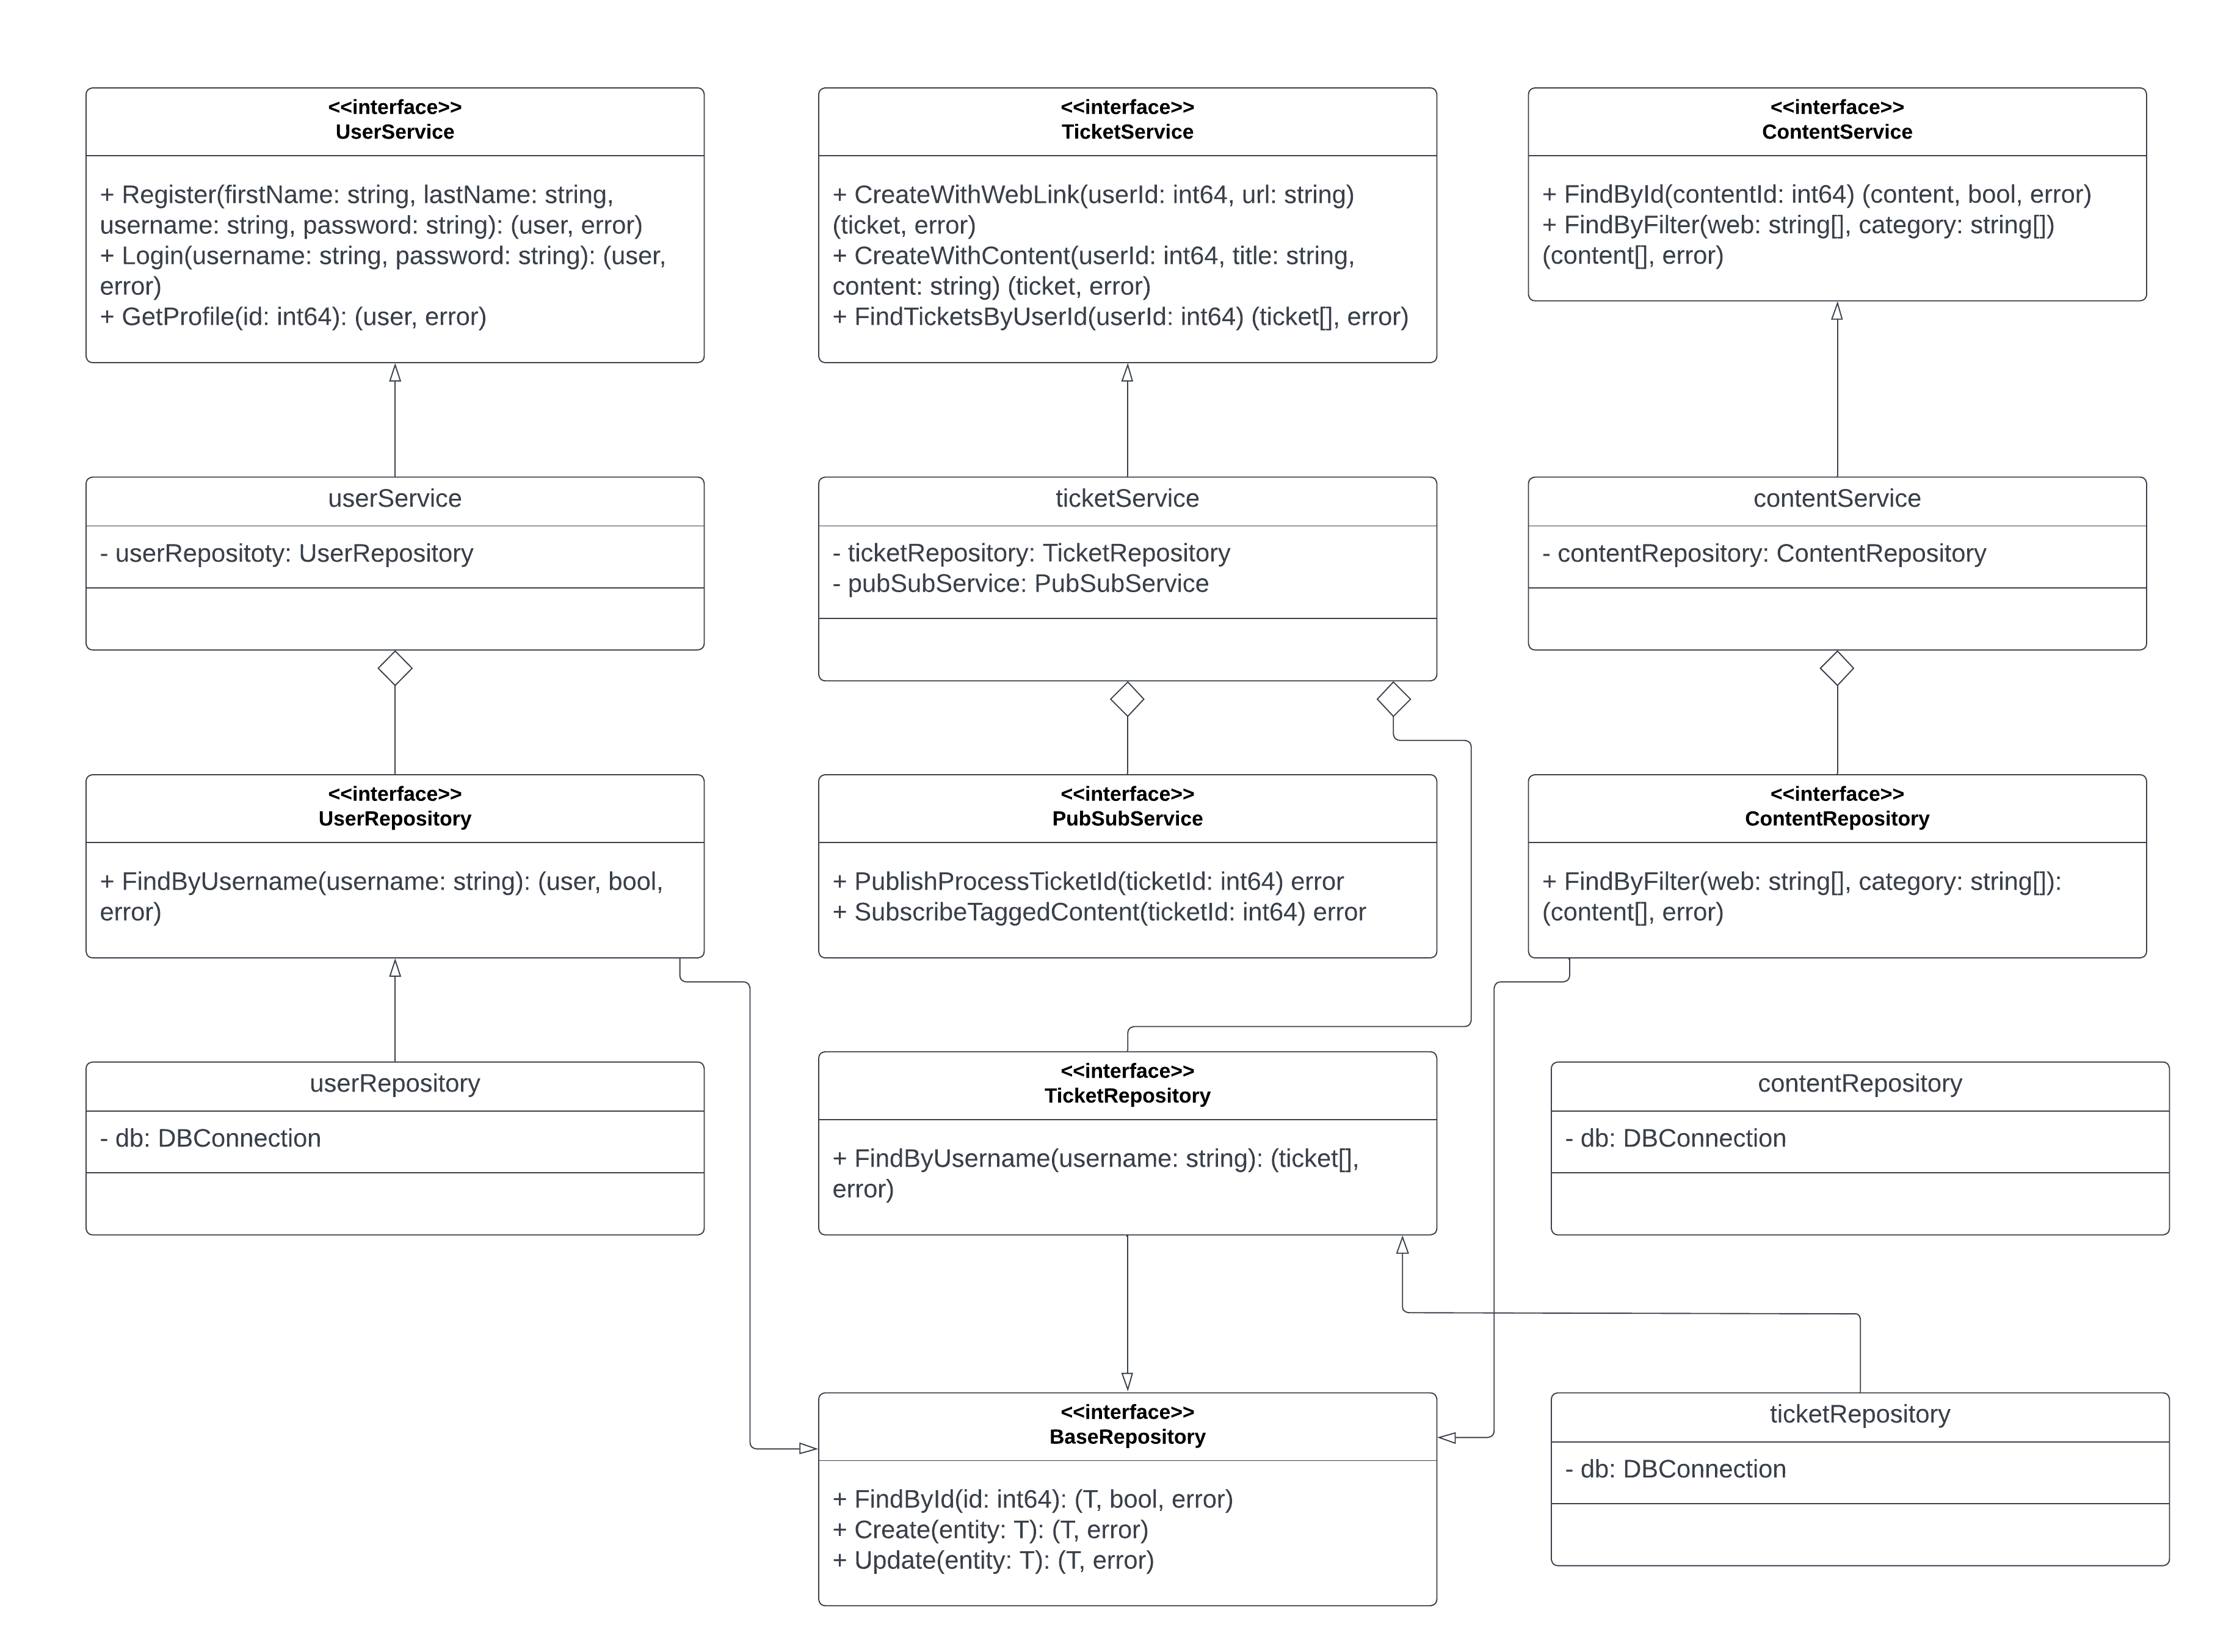 <<interface>>
UserService
+ Register(firstName: string, lastName: string,
username: string, password: string): (user, error)
+ Login(username: string, password: string): (user,
error)
+ GetProfile(id: int64): (user, error)
<<interface>>
TicketService
+ CreateWithWebLink(userId: int64, url: string)
(ticket, error)
+ CreateWithContent(userId: int64, title: string,
content: string) (ticket, error)
+ FindTicketsByUserId(userId: int64) (ticket[], error)
<<interface>>
ContentService
+ FindById(contentId: int64) (content, bool, error)
+ FindByFilter(web: string[], category: string[])
(content[], error)
userService
- userRepositoty: UserRepository
ticketService
- ticketRepository: TicketRepository
- pubSubService: PubSubService
contentService
- contentRepository: ContentRepository
<<interface>>
UserRepository
+ FindByUsername(username: string): (user, bool,
error)
<<interface>>
PubSubService
+ PublishProcessTicketId(ticketId: int64) error
+ SubscribeTaggedContent(ticketId: int64) error
<<interface>>
ContentRepository
+ FindByFilter(web: string[], category: string[]):
(content[], error)
userRepository
- db: DBConnection
<<interface>>
TicketRepository
+ FindByUsername(username: string): (ticket[],
error)
contentRepository
- db: DBConnection
<<interface>>
BaseRepository
+ FindById(id: int64): (T, bool, error)
+ Create(entity: T): (T, error)
+ Update(entity: T): (T, error)
ticketRepository
- db: DBConnection